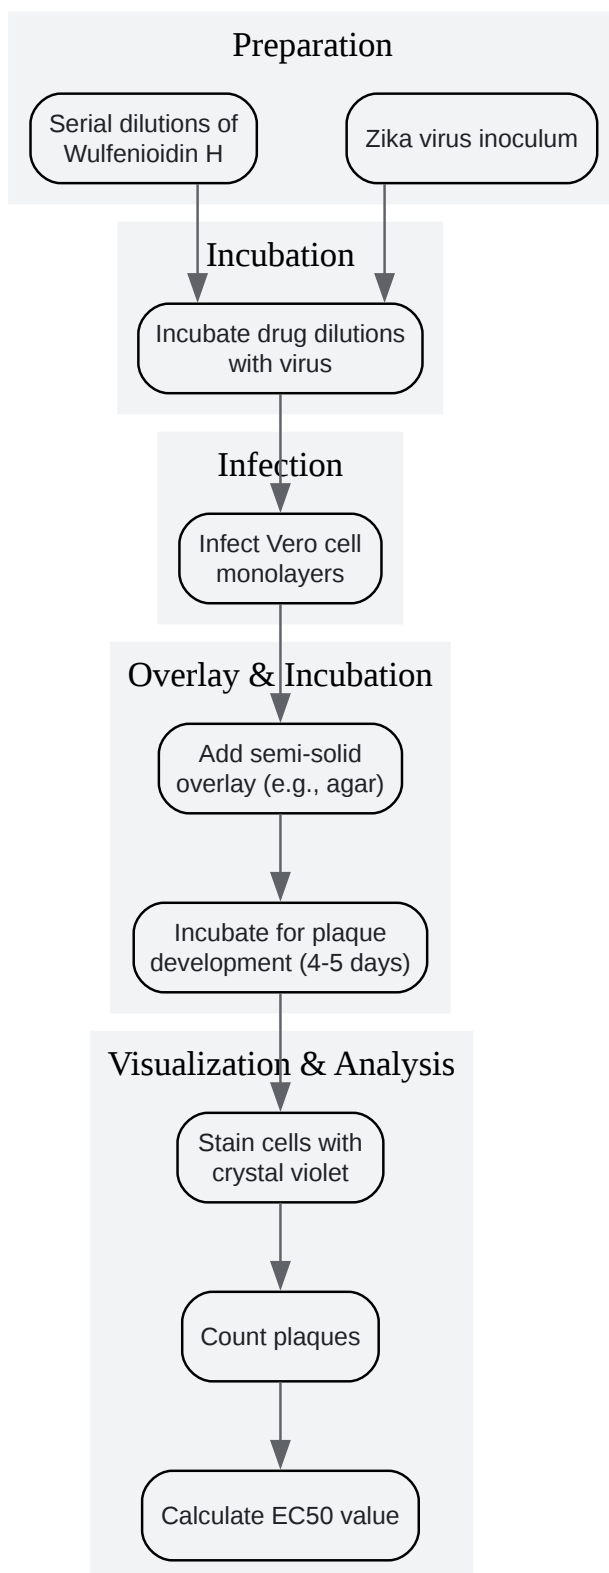 Preparation
Serial dilutions of
Wulfenioidin H
Zika virus inoculum
Incubation
Incubate drug dilutions
with virus
Infection
Infect Vero cell
monolayers
Overlay & Incubation
Add semi-solid
overlay (e.g., agar)
Incubate for plaque
development (4-5 days)
Visualization & Analysis
Stain cells with
crystal violet
Count plaques
Calculate EC50 value